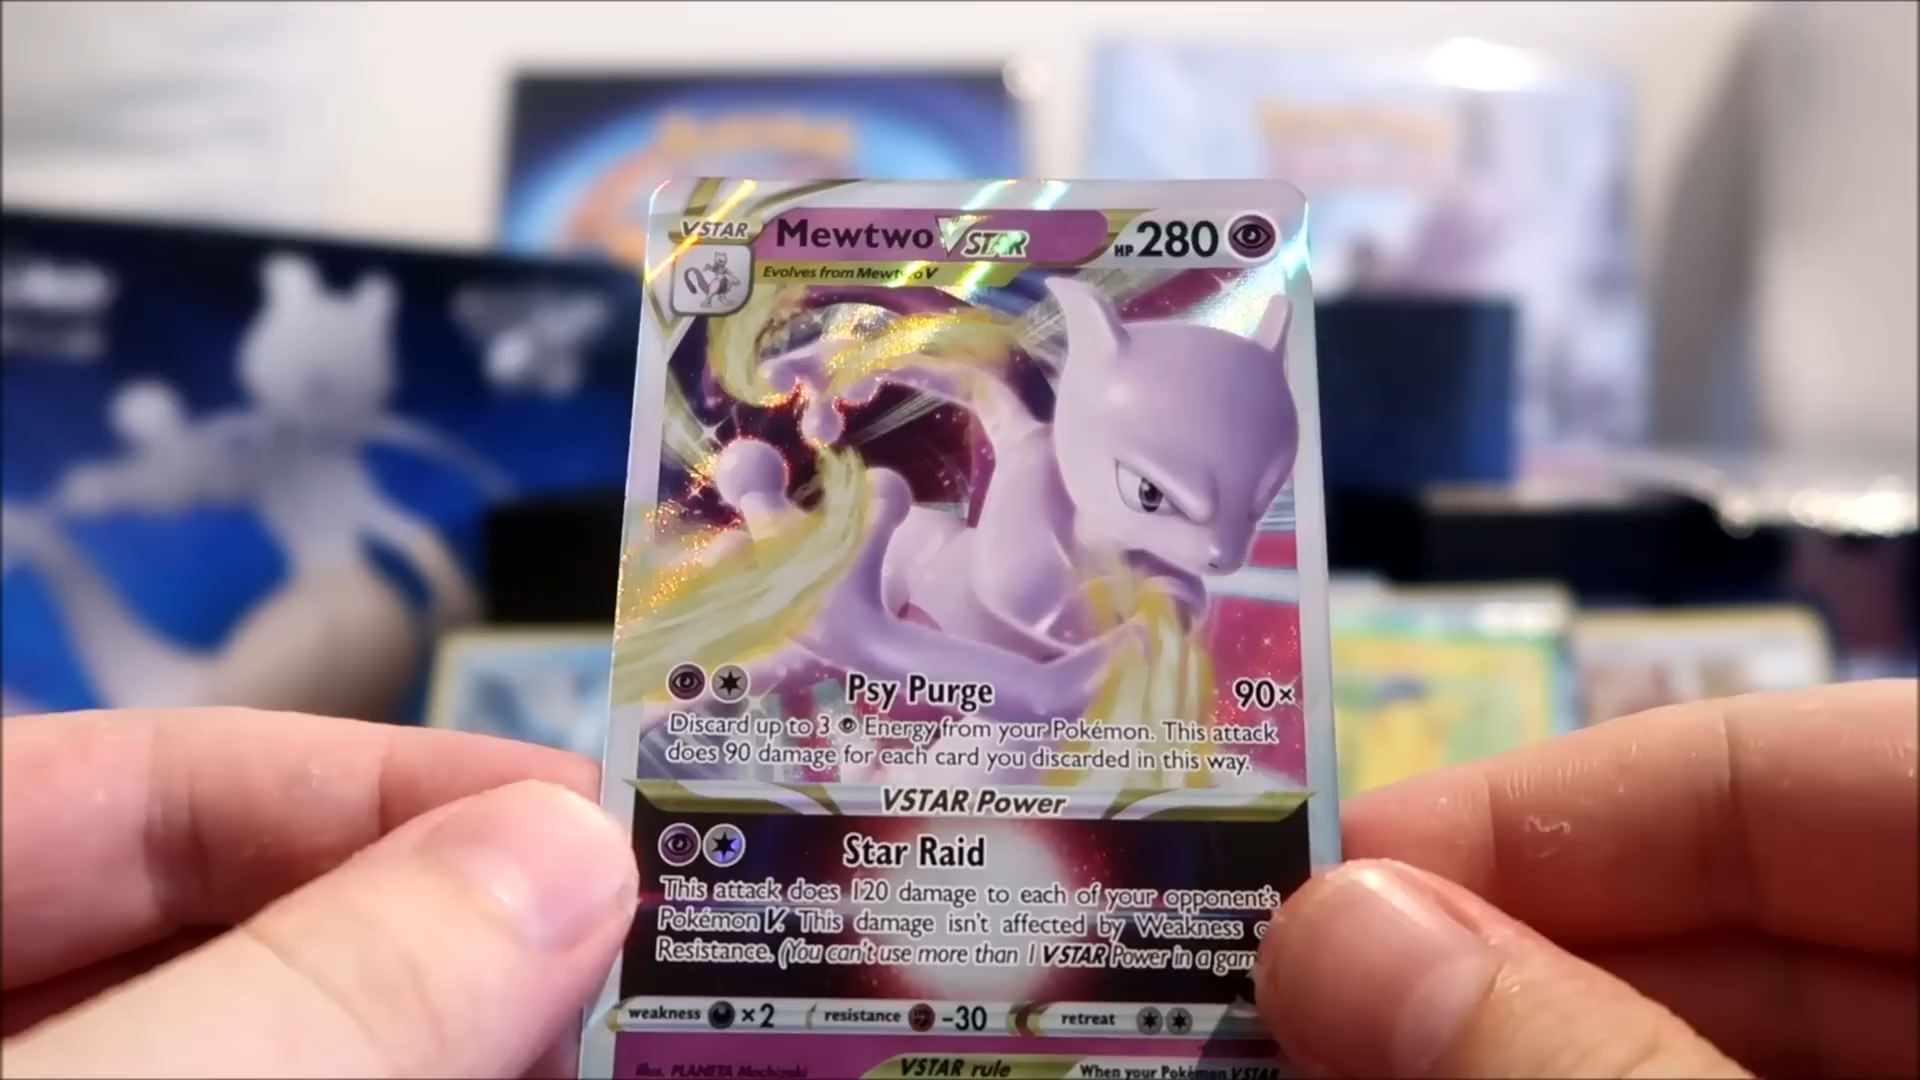 VSTAR
Mewtwo VSTAR
HP 280
Evolves from Mewtwo V
Psy Purge 90×
Discard up to 3 Energy from your Pokémon. This attack
does 90 damage for each card you discarded in this way.
VSTAR Power
Star Raid
This attack does 120 damage to each of your opponent's
Pokémon V. This damage isn't affected by Weakness
Resistance. (You can't use more than 1 VSTAR Power in a gam
weakness ×2 resistance -30 retreat
illus. PLANETA Mochizuki VSTAR rule When your Pokémon VSTAR